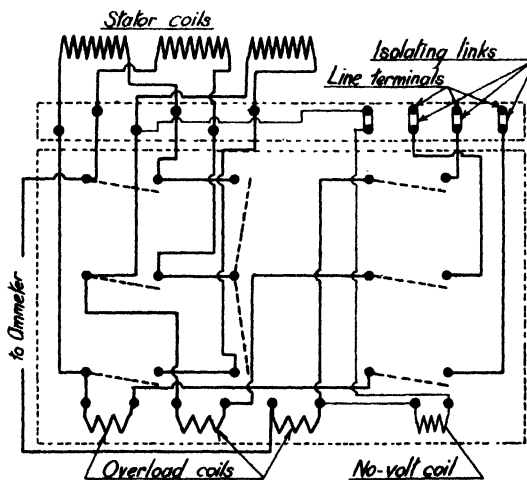 Stator coils
Isolating links
Line terminals
to Ammeter
Overload coils
No-volt coil